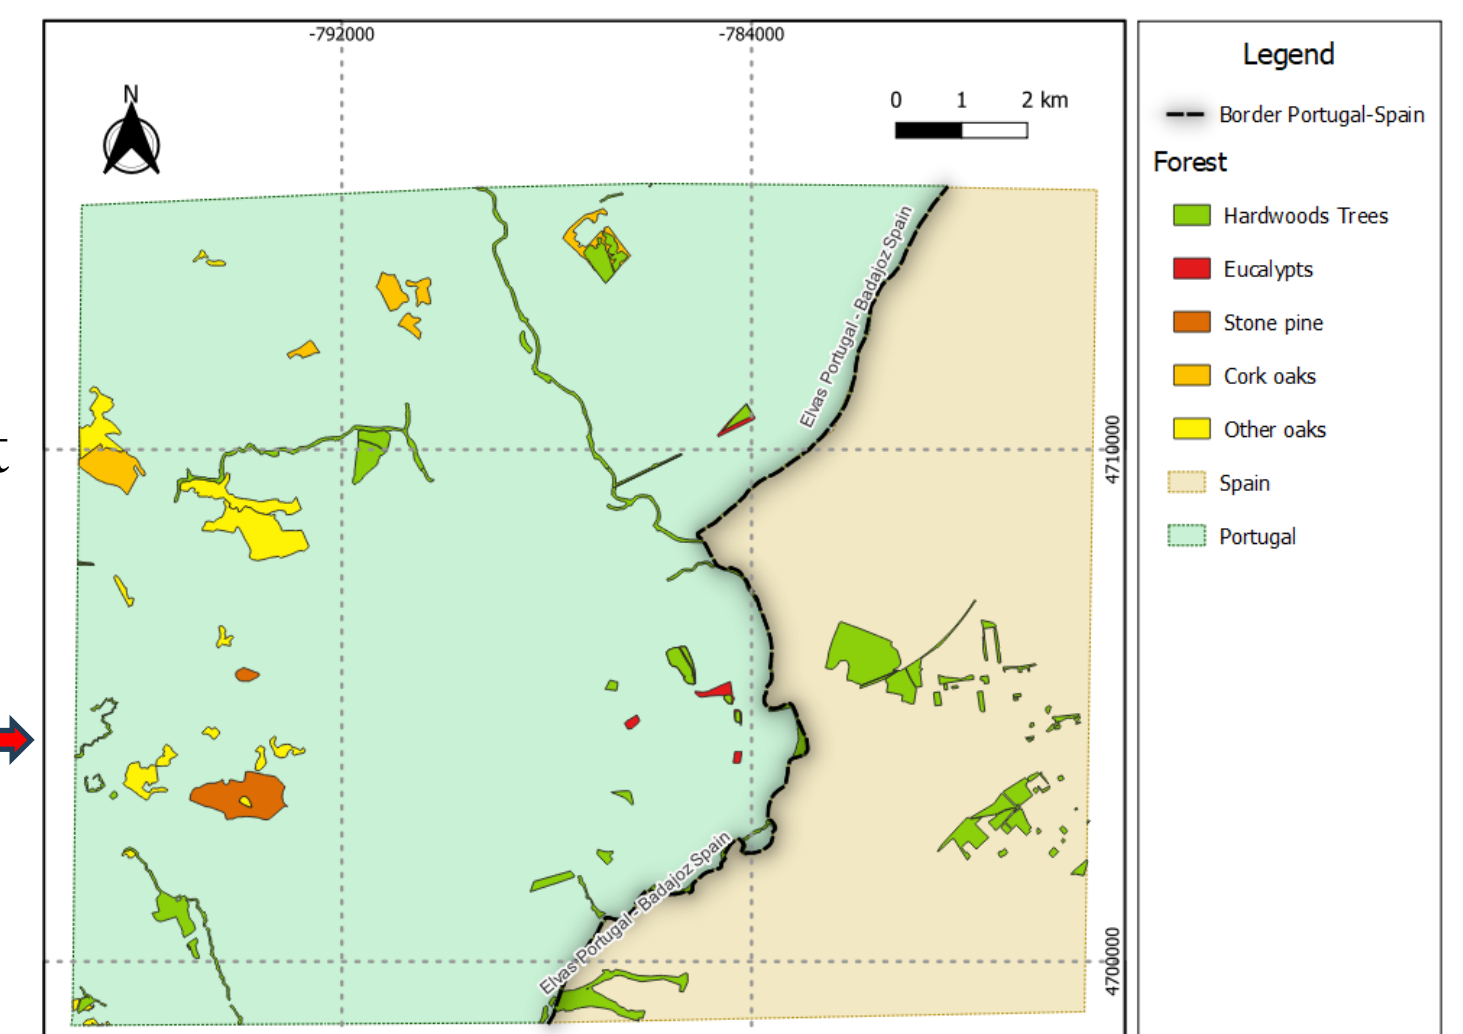 -792000
-784000
N
0 1 2 km
Elvas Portugal - Badajoz Spain
4710000
t
Elvas Portugal - Badajoz Spain
4700000
Legend
Border Portugal-Spain
Forest
Hardwoods Trees
Eucalypts
Stone pine
Cork oaks
Other oaks
Spain
Portugal